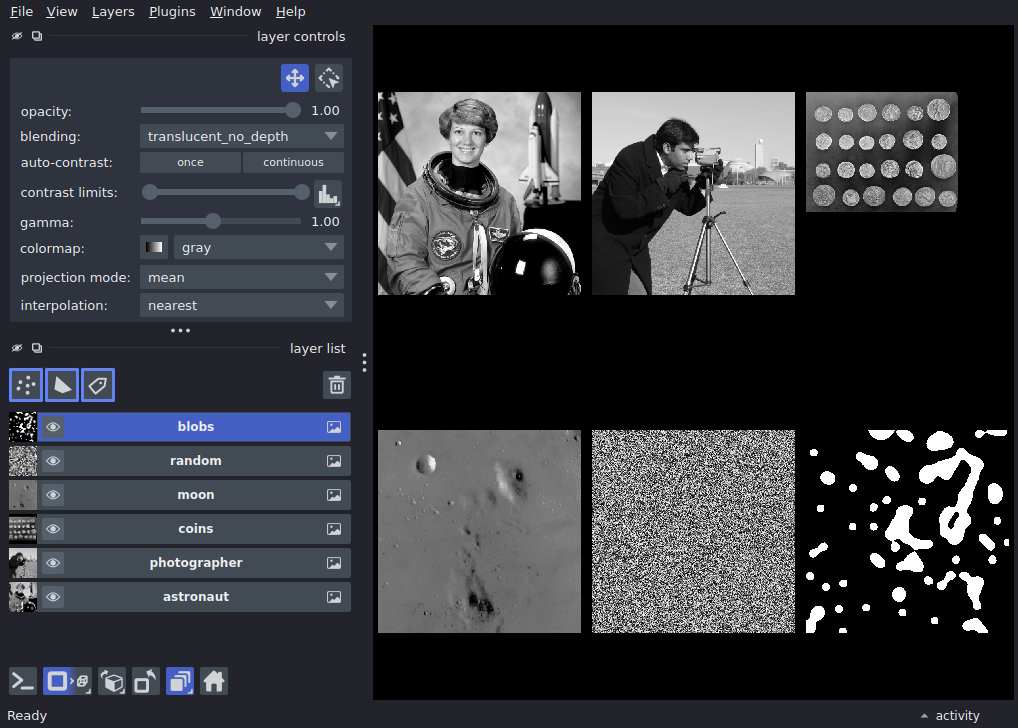 File View Layers Plugins Window Help
layer controls
opacity: 1.00
blending: translucent_no_depth
auto-contrast: once continuous
contrast limits:
gamma: 1.00
colormap: gray
projection mode: mean
interpolation: nearest
layer list
blobs
random
moon
coins
photographer
astronaut
Ready
activity